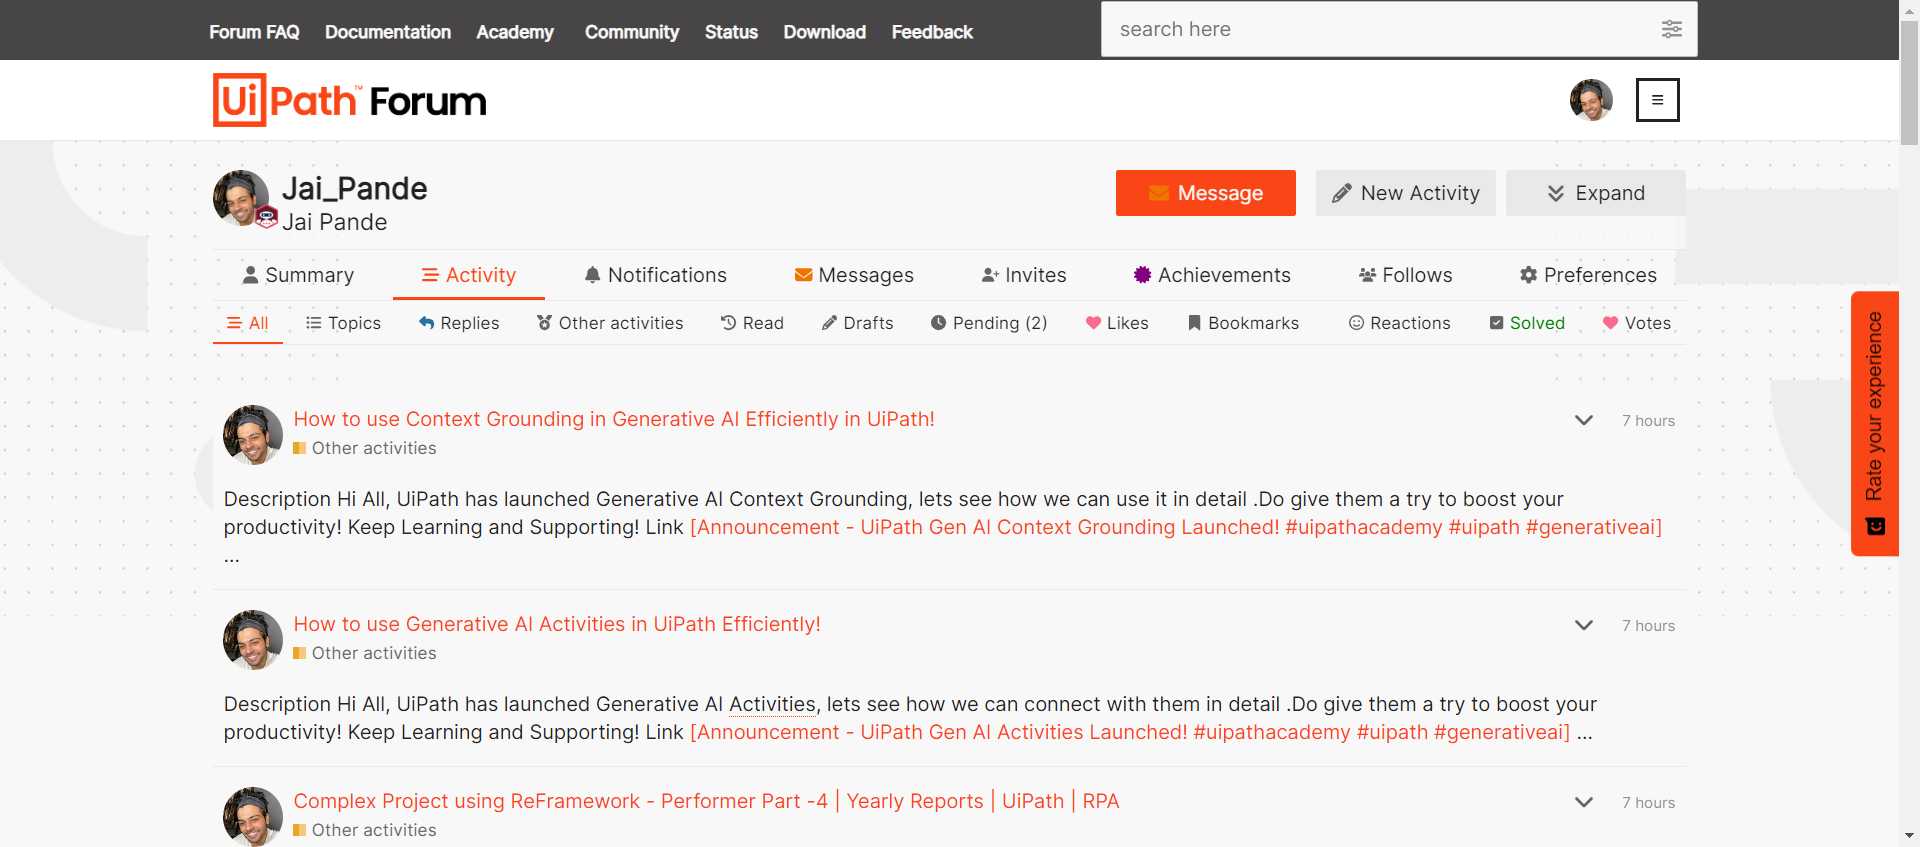 Forum FAQ Documentation Academy Community Status Download Feedback search here
UiPath™ Forum
Jai_Pande Message New Activity Expand
Jai Pande
Summary Activity Notifications Messages Invites Achievements Follows Preferences
All Topics Replies Other activities Read Drafts Pending (2) Likes Bookmarks Reactions Solved Votes
Rate your experience
How to use Context Grounding in Generative AI Efficiently in UiPath! 7 hours
Other activities
Description Hi All, UiPath has launched Generative AI Context Grounding, lets see how we can use it in detail .Do give them a try to boost your
productivity! Keep Learning and Supporting! Link [Announcement - UiPath Gen AI Context Grounding Launched! #uipathacademy #uipath #generativeai]
...
How to use Generative AI Activities in UiPath Efficiently! 7 hours
Other activities
Description Hi All, UiPath has launched Generative AI Activities, lets see how we can connect with them in detail .Do give them a try to boost your
productivity! Keep Learning and Supporting! Link [Announcement - UiPath Gen AI Activities Launched! #uipathacademy #uipath #generativeai] ...
Complex Project using ReFramework - Performer Part -4 | Yearly Reports | UiPath | RPA 7 hours
Other activities